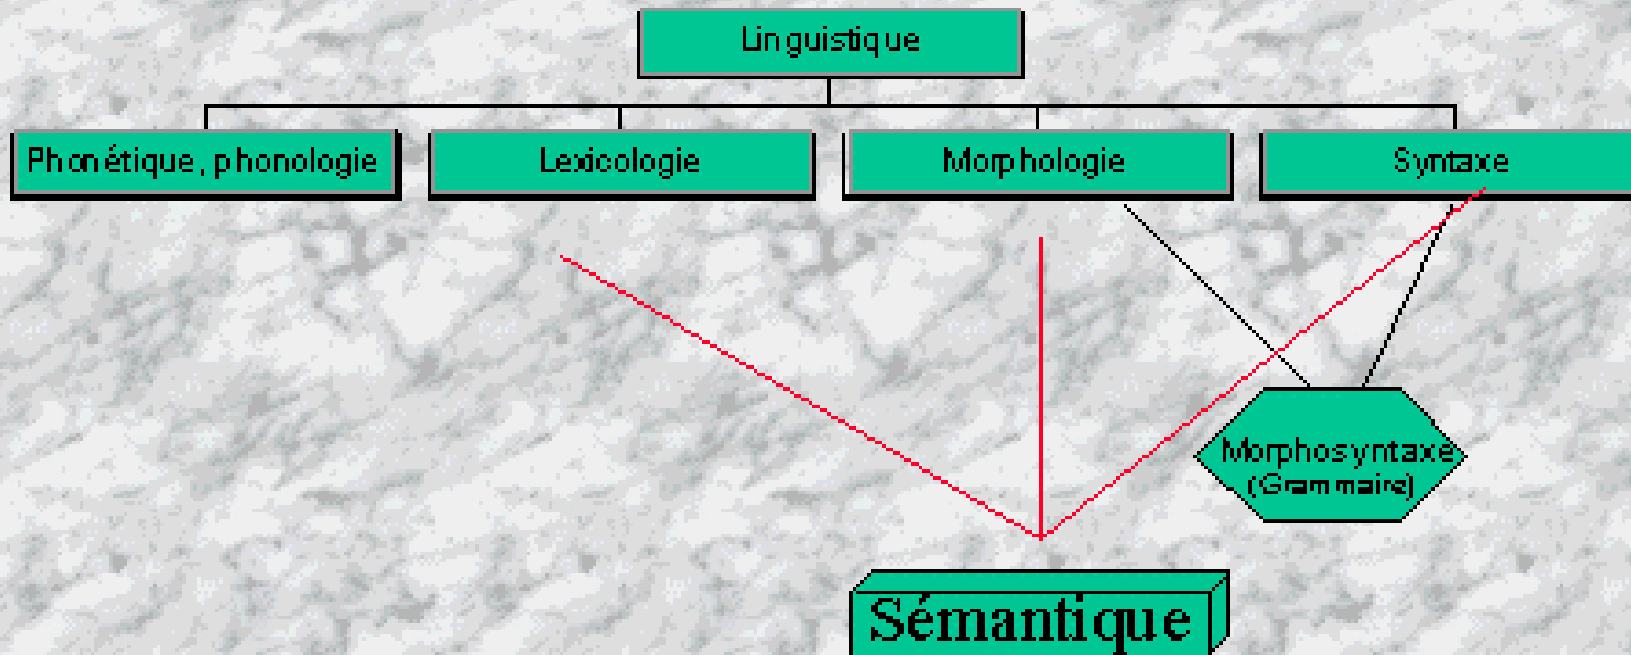 Linguistique
Phonétique, phonologie
Lexicologie
Morphologie
Syntaxe
Morphosyntaxe
(Grammaire)
Sémantique